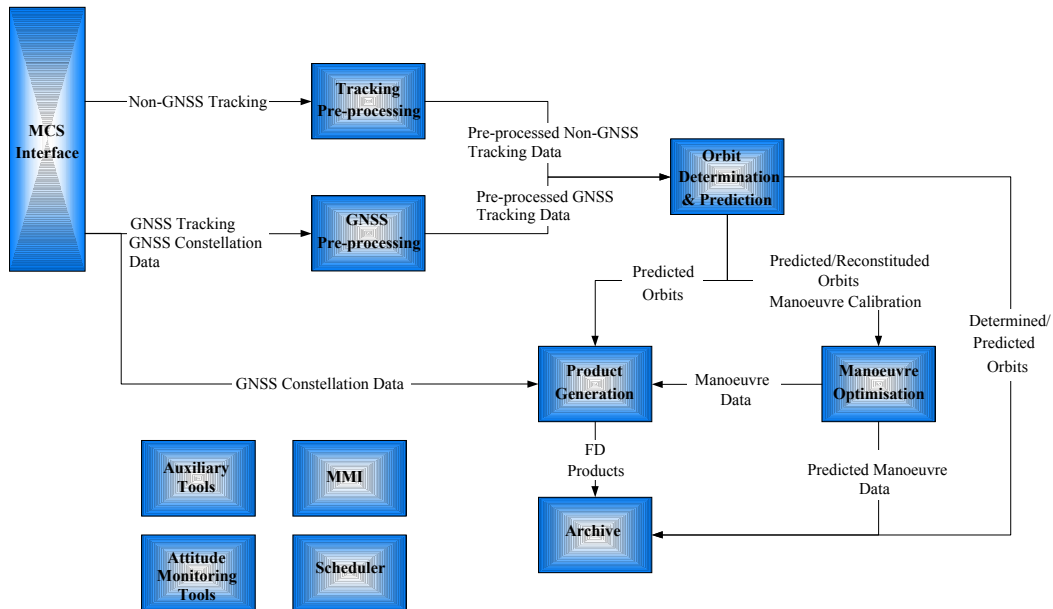 MCS
Interface
Non-GNSS Tracking
Tracking
Pre-processing
Pre-processed Non-GNSS
Tracking Data
Orbit
Determination
& Prediction
Pre-processed GNSS
Tracking Data
GNSS Tracking
GNSS Constellation
Data
GNSS
Pre-processing
Predicted
Orbits
Predicted/Reconstituded
Orbits
Manoeuvre Calibration
Determined/
Predicted
Orbits
GNSS Constellation Data
Product
Generation
Manoeuvre
Data
Manoeuvre
Optimisation
FD
Products
Predicted Manoeuvre
Data
Auxiliary
Tools
MMI
Archive
Attitude
Monitoring
Tools
Scheduler